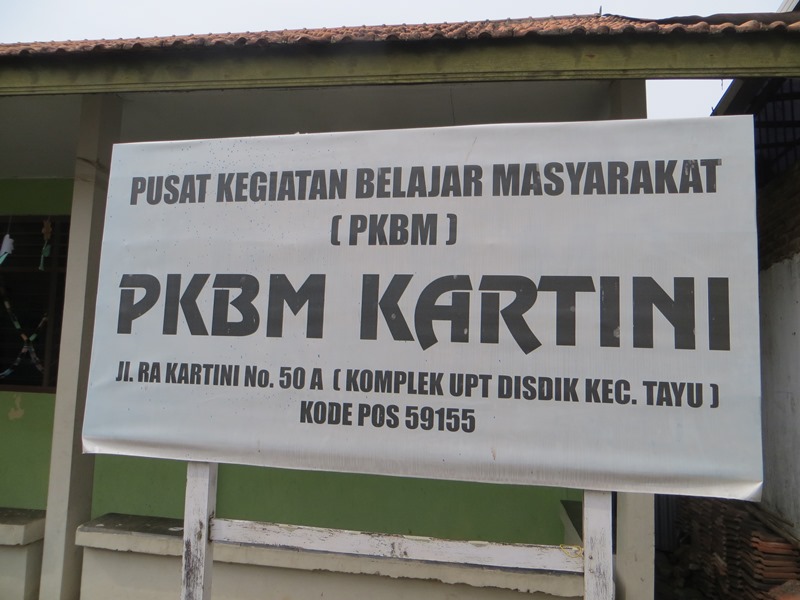 PUSAT KEGIATAN BELAJAR MASYARAKAT
( PKBM )
PKBM KARTINI
Jl. RA KARTINI No. 50 A ( KOMPLEK UPT DISDIK KEC. TAYU )
KODE POS 59155